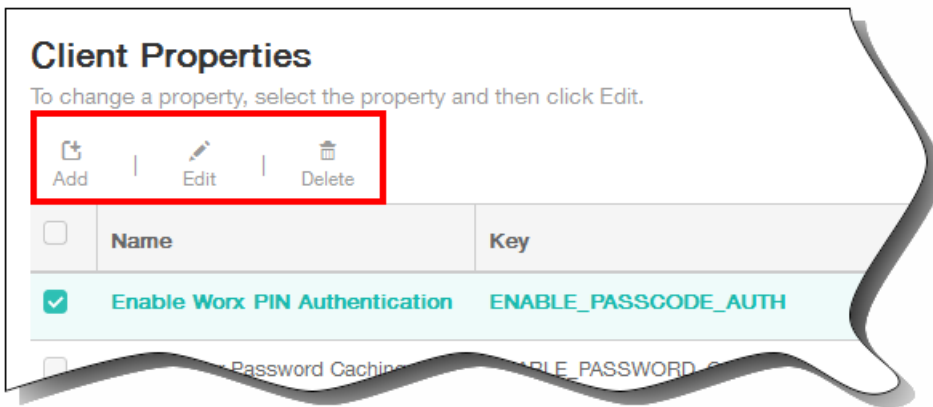 Client Properties
To change a property, select the property and then click Edit.
Add | Edit | Delete
Name Key
Enable Worx PIN Authentication ENABLE_PASSCODE_AUTH
Password Caching PASSWORD